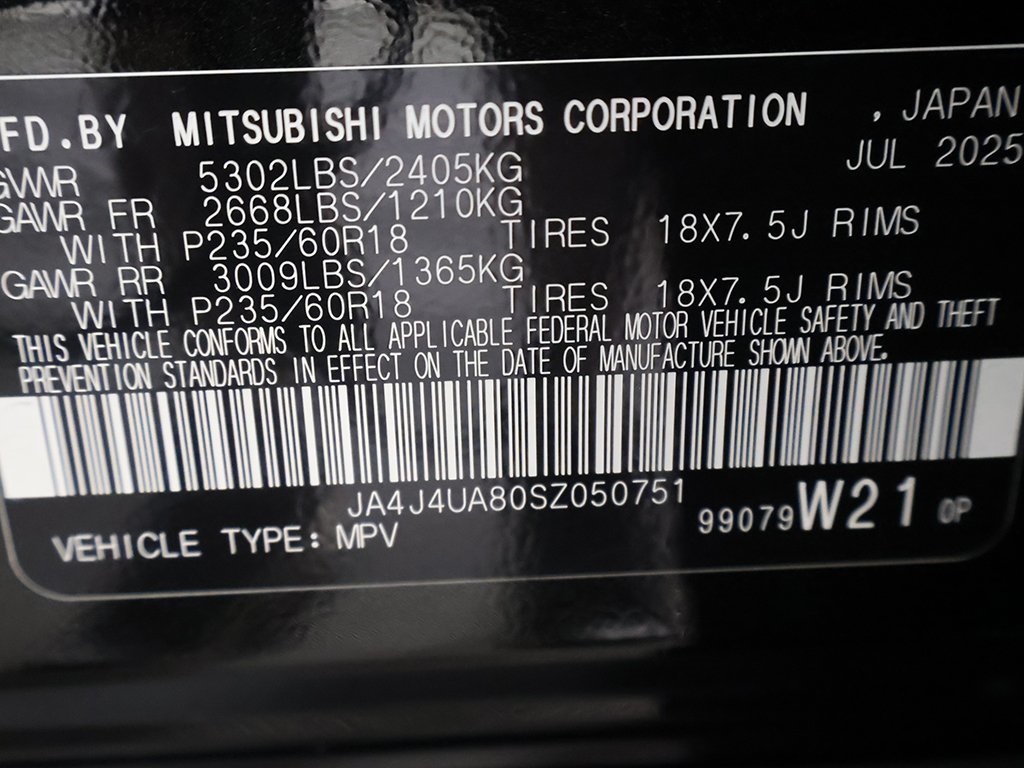 FD.BY MITSUBISHI MOTORS CORPORATION , JAPAN
JUL 2025
GVWR 5302LBS/2405KG
GAWR FR 2668LBS/1210KG
WITH P235/60R18 TIRES 18X7.5J RIMS
GAWR RR 3009LBS/1365KG
WITH P235/60R18 TIRES 18X7.5J RIMS
THIS VEHICLE CONFORMS TO ALL APPLICABLE FEDERAL MOTOR VEHICLE SAFETY AND THEFT
PREVENTION STANDARDS IN EFFECT ON THE DATE OF MANUFACTURE SHOWN ABOVE.
JA4J4UA80SZ050751
VEHICLE TYPE: MPV 99079W21 0P